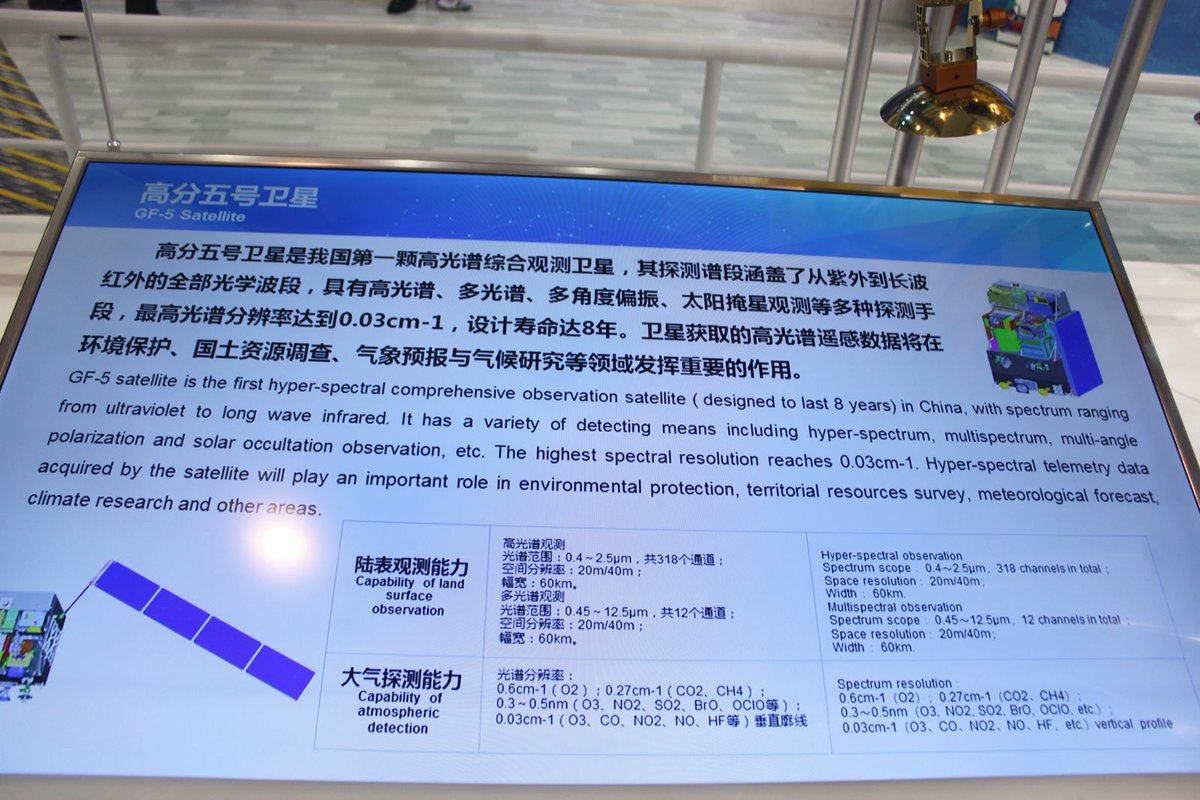 高分五号卫星
GF-5 Satellite
高分五号卫星是我国第一颗高光谱综合观测卫星，其探测谱段涵盖了从紫外到长波
红外的全部光学波段，具有高光谱、多光谱、多角度偏振、太阳掩星观测等多种探测手
段，最高光谱分辨率达到0.03cm-1，设计寿命达8年。卫星获取的高光谱遥感数据将在
环境保护、国土资源调查、气象预报与气候研究等领域发挥重要的作用。
GF-5 satellite is the first hyper-spectral comprehensive observation satellite ( designed to last 8 years) in China, with spectrum ranging
from ultraviolet to long wave infrared. It has a variety of detecting means including hyper-spectrum, multispectrum, multi-angle
polarization and solar occultation observation, etc. The highest spectral resolution reaches 0.03cm-1. Hyper-spectral telemetry data
acquired by the satellite will play an important role in environmental protection, territorial resources survey, meteorological forecast,
climate research and other areas.
陆表观测能力
Capability of land
surface
observation
高光谱观测
光谱范围：0.4～2.5μm，共318个通道；
空间分辨率：20m/40m；
幅宽：60km。
多光谱观测
光谱范围：0.45～12.5μm，共12个通道；
空间分辨率：20m/40m；
幅宽：60km。
Hyper-spectral observation
Spectrum scope：0.4～2.5μm，318 channels in total；
Space resolution：20m/40m;
Width：60km.
Multispectral observation
Spectrum scope：0.45～12.5μm，12 channels in total；
Space resolution：20m/40m;
Width：60km.
大气探测能力
Capability of
atmospheric
detection
光谱分辨率：
0.6cm-1（O2）；0.27cm-1（CO2、CH4）；
0.3～0.5nm（O3、NO2、SO2、BrO、OClO等）；
0.03cm-1（O3、CO、NO2、NO、HF等）垂直廓线
Spectrum resolution：
0.6cm-1（O2）；0.27cm-1（CO2、CH4）；
0.3～0.5nm（O3, NO2, SO2, BrO, OClO, etc.）；
0.03cm-1（O3、CO、NO2、NO、HF，etc.）vertical profile